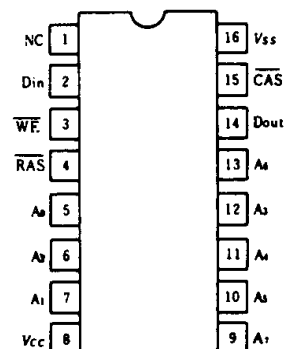 NC 1 16 Vss
Din 2 15 CAS
WE 3 14 Dout
RAS 4 13 A6
A0 5 12 A3
A2 6 11 A4
A1 7 10 A5
Vcc 8 9 A7